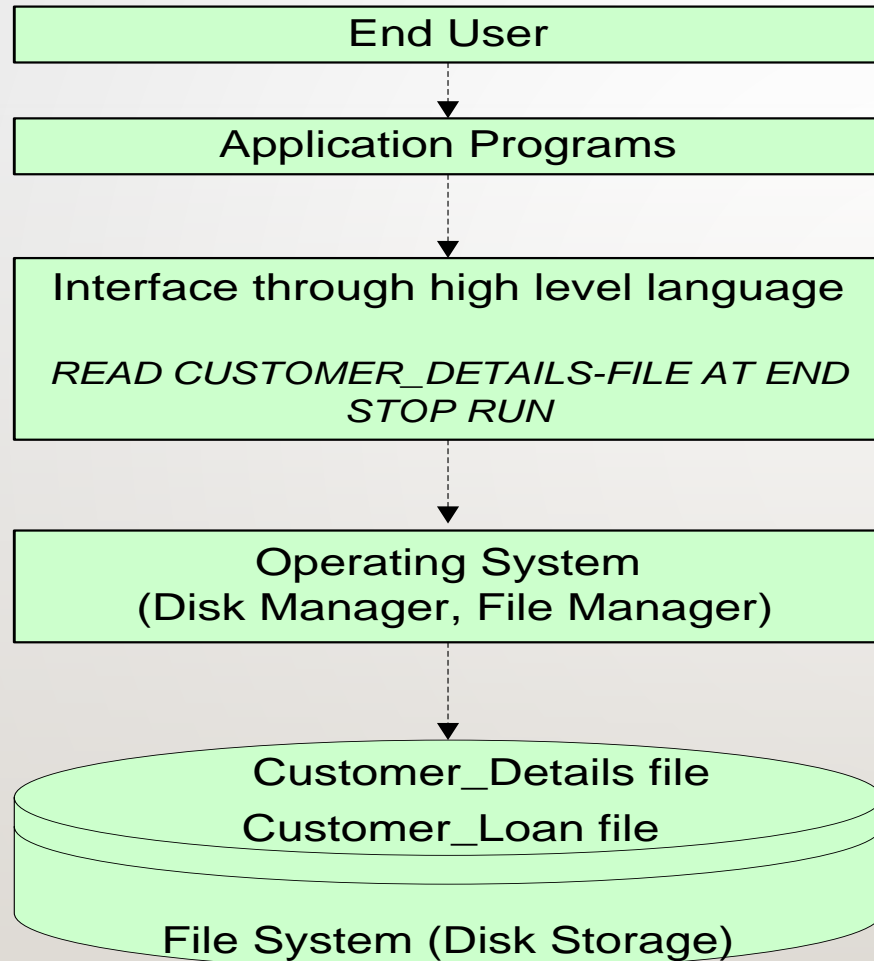 End User
Application Programs
Interface through high level language
READ CUSTOMER_DETAILS-FILE AT END
STOP RUN
Operating System
(Disk Manager, File Manager)
Customer_Details file
Customer_Loan file
File System (Disk Storage)